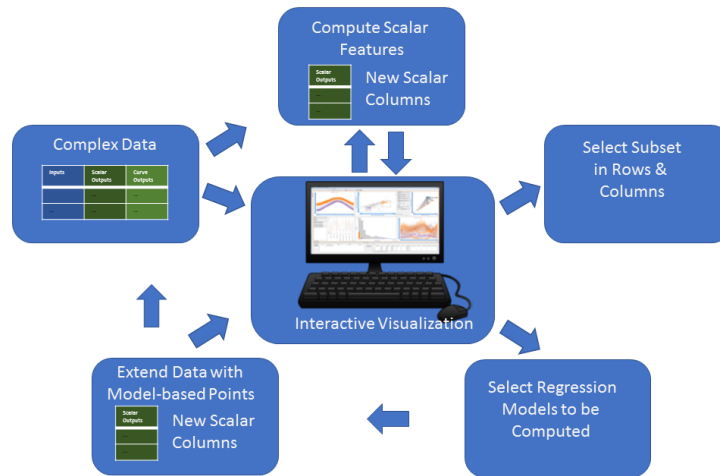 Compute Scalar
Features
Scalar
Outputs
New Scalar
Columns
...
...
Complex Data
Inputs
Scalar
Outputs
Curve
Outputs
...
...
...
...
...
...
Select Subset
in Rows &
Columns
Interactive Visualization
Extend Data with
Model-based Points
Scalar
Outputs
New Scalar
Columns
...
...
Select Regression
Models to be
Computed